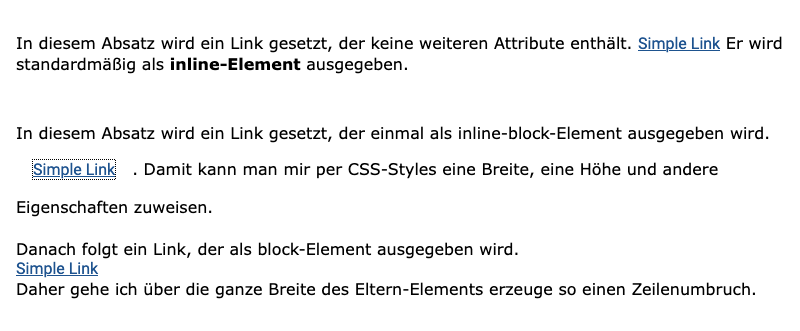 In diesem Absatz wird ein Link gesetzt, der keine weiteren Attribute enthält. Simple Link Er wird
standardmäßig als inline-Element ausgegeben.
In diesem Absatz wird ein Link gesetzt, der einmal als inline-block-Element ausgegeben wird.
Simple Link . Damit kann man mir per CSS-Styles eine Breite, eine Höhe und andere
Eigenschaften zuweisen.
Danach folgt ein Link, der als block-Element ausgegeben wird.
Simple Link
Daher gehe ich über die ganze Breite des Eltern-Elements erzeuge so einen Zeilenumbruch.